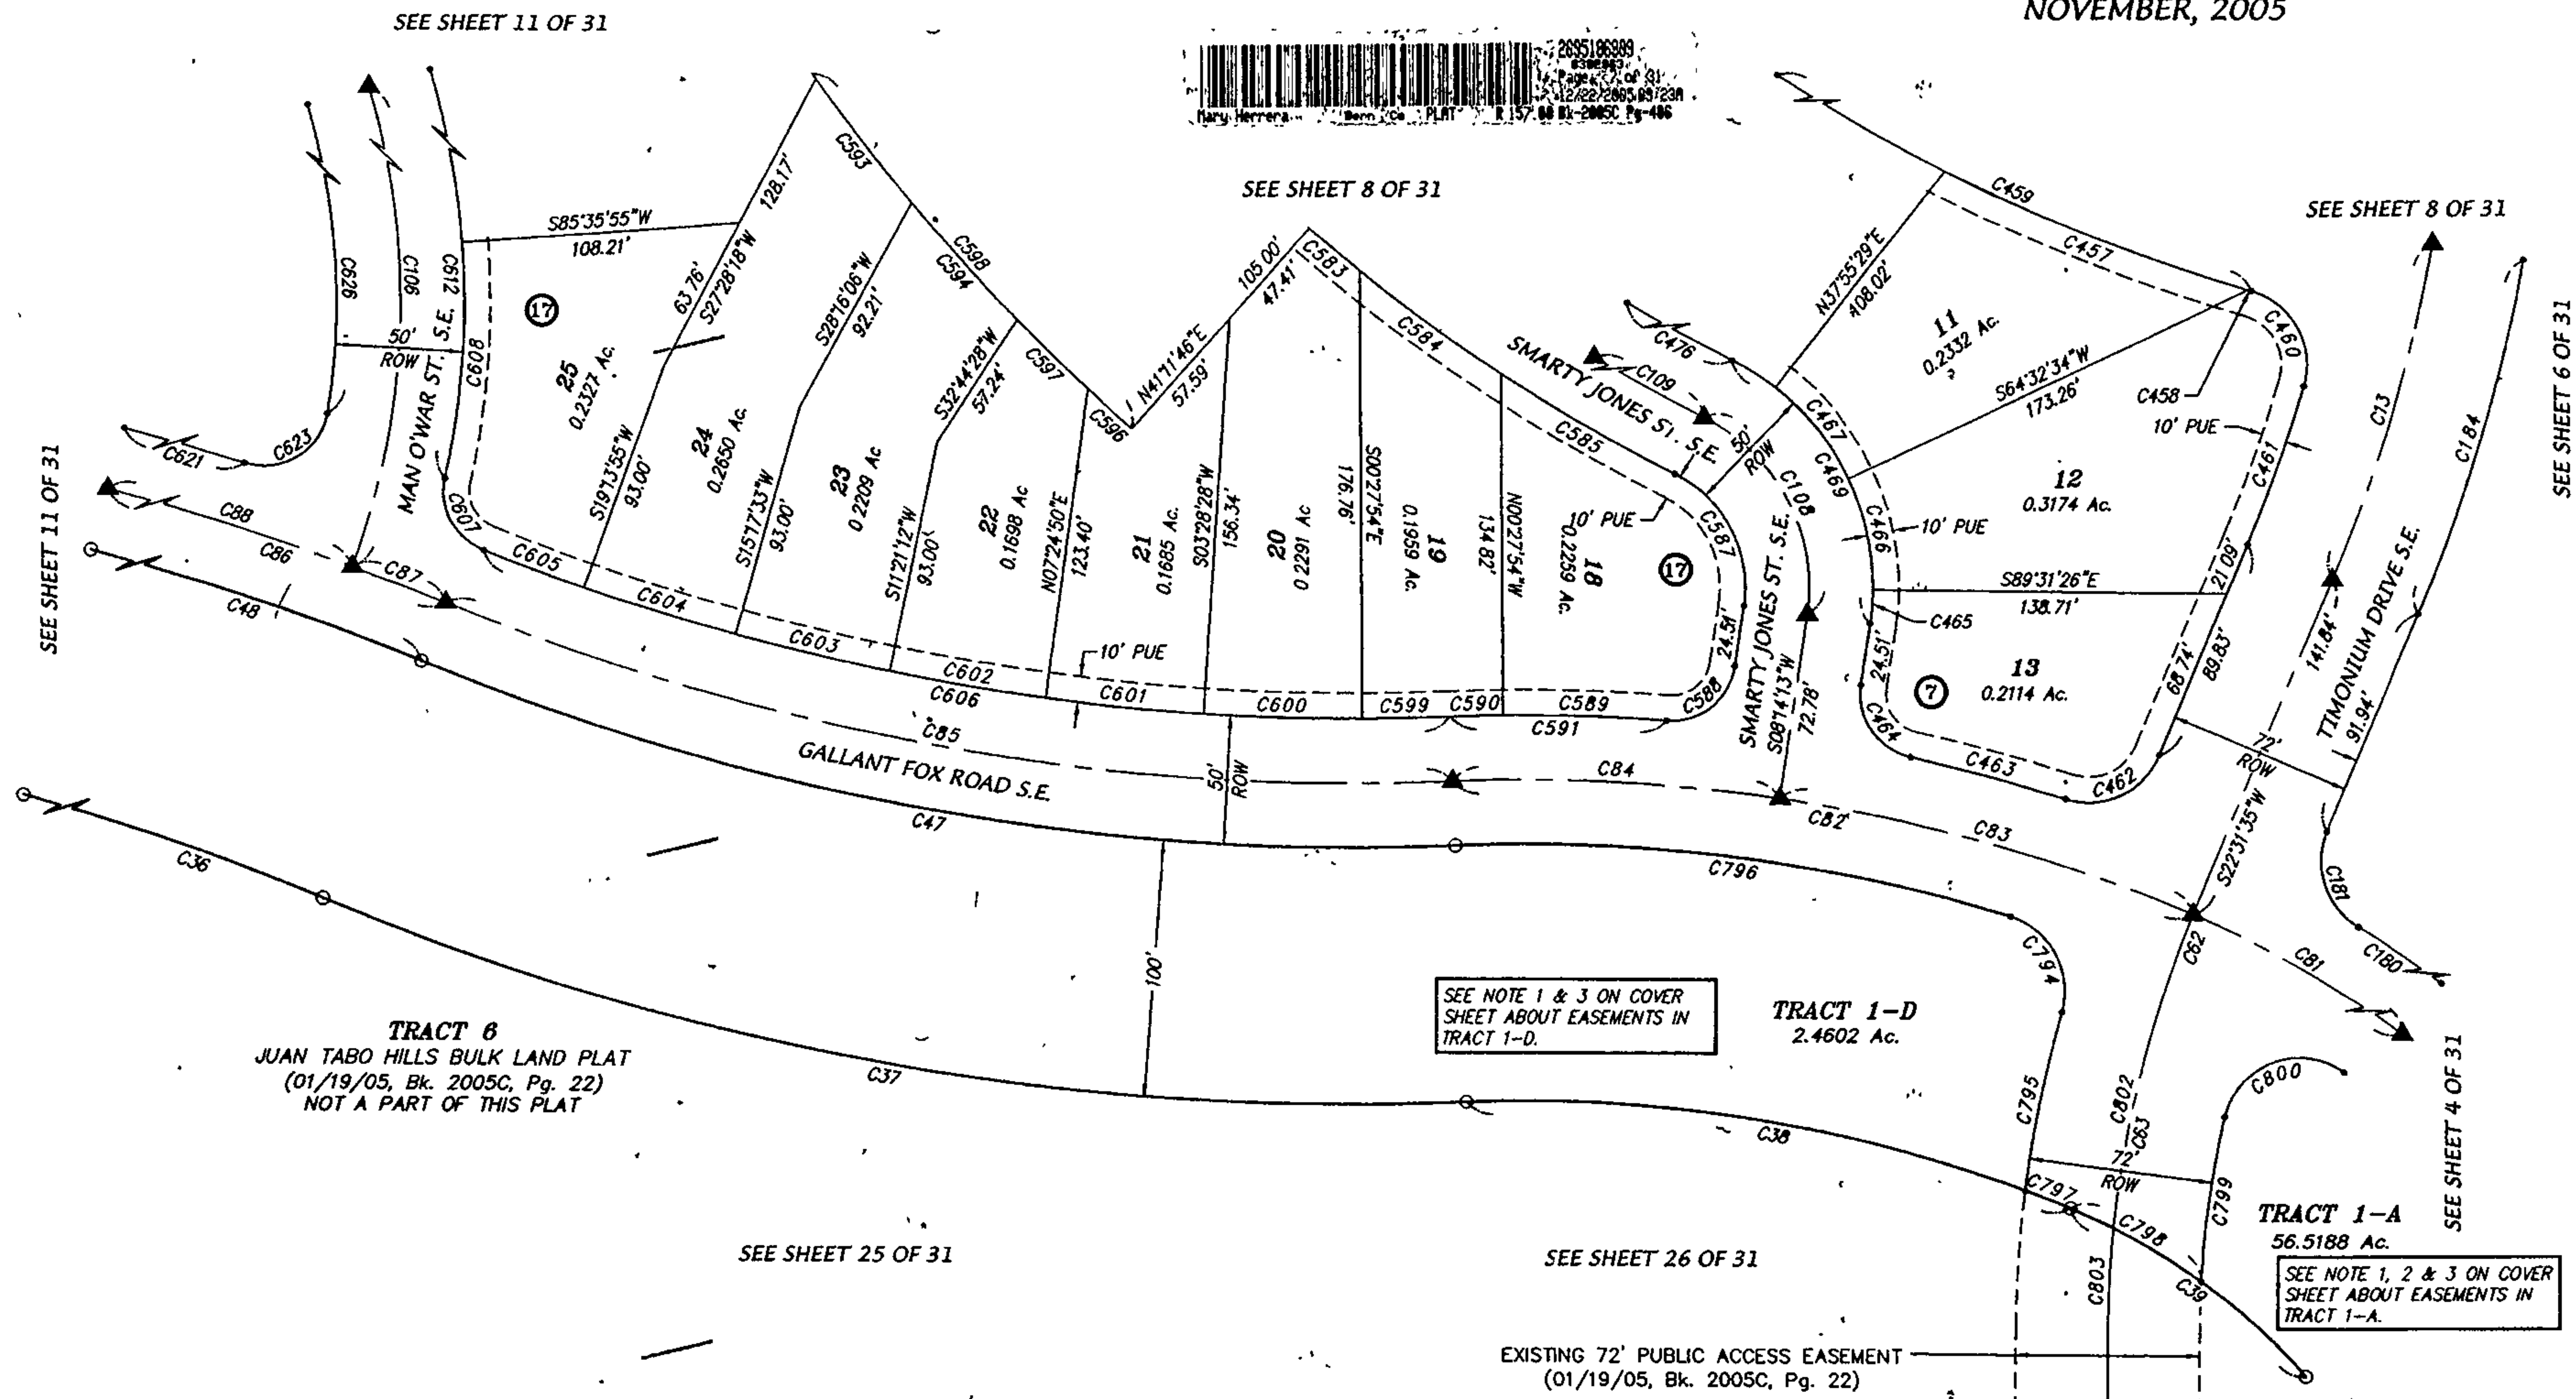 NOVEMBER, 2005
SEE SHEET 11 OF 31
Mary Herrera
PLAT
Bk-2005C Pg-406
SEE SHEET 8 OF 31
SEE SHEET 8 OF 31
SEE SHEET 6 OF 31
SEE SHEET 11 OF 31
SEE SHEET 4 OF 31
C626
C106
C612
50'
ROW
MAN O'WAR ST. S.E.
C608
C623
C621
C607
S85°35'55"W
108.21'
17
25
0.2327 Ac.
128.17'
63.76'
S27°28'18"W
S19°13'55"W
93.00'
24
0.2650 Ac.
C593
S28°16'06"W
92.21'
S15°17'33"W
93.00'
23
0 2209 Ac
C598
C594
S32°44'28"W
57.24'
S11°21'12"W
93.00'
22
0.1698 Ac
C597
C596
N07°24'50"E
123.40'
21
0.1685 Ac.
N41°11'46"E
57.59'
105 00'
47.41'
S03°28'28"W
156.34'
20
0 2291 Ac
C583
C584
S00°27'54"E
176.76'
19
0.1959 Ac.
N00°27'54"W
134 82'
18
0.2259 Ac.
C585
10' PUE
17
C587
24.51'
C588
SMARTY JONES ST. S.E.
C109
C476
50'
ROW
C108
SMARTY JONES ST. S.E.
S08°14'13"W
72.78'
C459
C457
N37°55'29"E
108.02'
11
0.2332 Ac.
S64°32'34"W
173.26'
C458
C460
10' PUE
C461
C467
C469
C466
10' PUE
12
0.3174 Ac.
S89°31'26"E
138.71'
21 09'
C465
24.51'
13
0.2114 Ac.
7
C464
C463
C462
68 74'
89.83'
C13
C184
141.84'
TIMONIUM DRIVE S.E.
91.94'
72'
ROW
S22°31'35"W
C181
C180
C88
C86
C87
C48
C605
C604
C603
C602
C606
C601
10' PUE
C600
C599
C590
C589
C591
C85
GALLANT FOX ROAD S.E.
50'
ROW
C84
C82
C83
C62
C81
C47
C796
C36
C794
100'
SEE NOTE 1 & 3 ON COVER
SHEET ABOUT EASEMENTS IN
TRACT 1-D.
TRACT 1-D
2.4602 Ac.
TRACT 6
JUAN TABO HILLS BULK LAND PLAT
(01/19/05, Bk. 2005C, Pg. 22)
NOT A PART OF THIS PLAT
C37
C38
C795
C802
C63
72'
ROW
C800
C799
C797
C798
C803
C39
TRACT 1-A
56.5188 Ac.
SEE NOTE 1, 2 & 3 ON COVER
SHEET ABOUT EASEMENTS IN
TRACT 1-A.
SEE SHEET 25 OF 31
SEE SHEET 26 OF 31
EXISTING 72' PUBLIC ACCESS EASEMENT
(01/19/05, Bk. 2005C, Pg. 22)